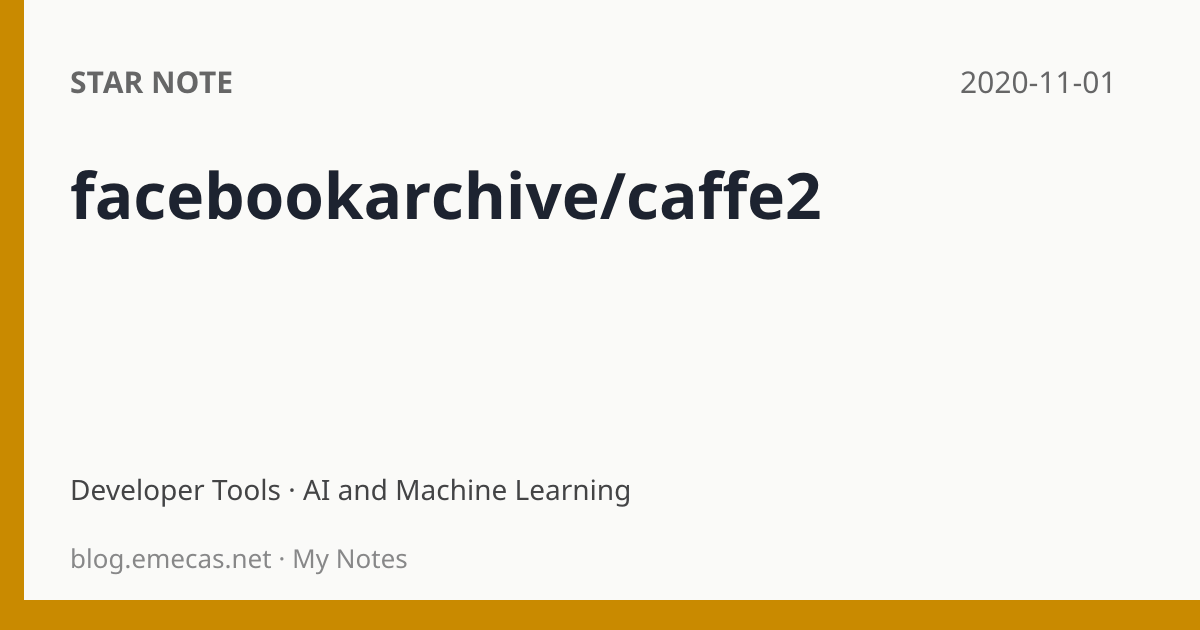 STAR NOTE 2020-11-01
facebookarchive/caffe2
Developer Tools · AI and Machine Learning
blog.emecas.net · My Notes